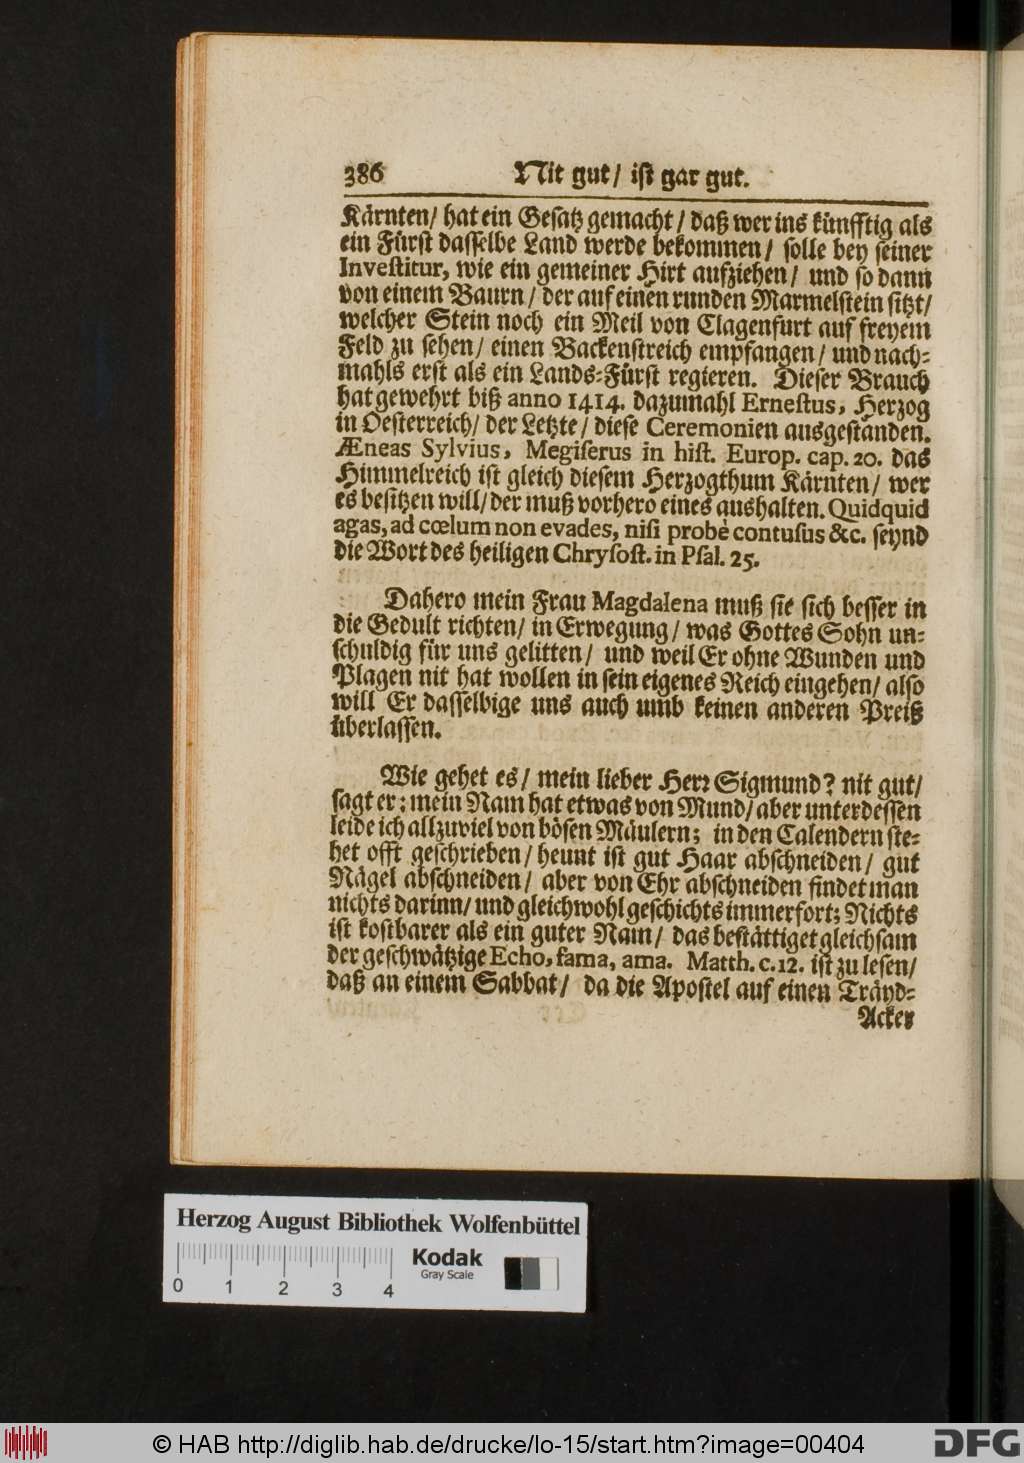 386 Nit gut/ ist gar gut.
Kärnten/ hat ein Gesatz gemacht/ daß wer ins künfftig als
ein Fürst dasselbe Land werde bekommen/ solle bey seiner
Investitur, wie ein gemeiner Hirt aufziehen/ und so dann
von einem Baurn/ der auf einen runden Marmelstein sitzt/
welcher Stein noch ein Meil von Clagenfurt auf freyem
Feld zu sehen/ einen Backenstreich empfangen/ und nach-
mahls erst als ein Lands-Fürst regieren. Dieser Brauch
hat gewehrt biß anno 1414. dazumahl Ernestus, Herzog
in Oesterreich/ der Letzte/ diese Ceremonien ausgestanden.
Æneas Sylvius, Megiserus in hist. Europ. cap. 20. das
Himmelreich ist gleich diesem Herzogthum Kärnten/ wer
es besitzen will/ der muß vorhero eines aushalten. Quidquid
agas, ad cœlum non evades, nisi probè contusus &c. seynd
die Wort des heiligen Chrysost. in Psal. 25.
Dahero mein Frau Magdalena muß sie sich besser in
die Gedult richten/ in Erwegung/ was Gottes Sohn un-
schuldig für uns gelitten/ und weil Er ohne Wunden und
Plagen nit hat wollen in sein eigenes Reich eingehen/ also
will Er dasselbige uns auch umb keinen anderen Preiß
überlassen.
Wie gehet es/ mein lieber Herr Sigmund? nit gut/
sagt er: mein Nam hat etwas von Mund/ aber unterdessen
leide ich allzuviel von bösen Mäulern; in den Calendern ste-
het offt geschrieben/ heunt ist gut Haar abschneiden/ gut
Nägel abschneiden/ aber von Ehr abschneiden findet man
nichts darinn/ und gleichwohl geschichts immerfort; Nichts
ist kostbarer als ein guter Nam/ das bestättiget gleichsam
der geschwätzige Echo, fama, ama. Matth. c. 12. ist zu lesen/
daß an einem Sabbat/ da die Apostel auf einen Träyd-
Acker
Herzog August Bibliothek Wolfenbüttel
Kodak
Gray Scale
0 1 2 3 4
© HAB http://diglib.hab.de/drucke/lo-15/start.htm?image=00404
DFG